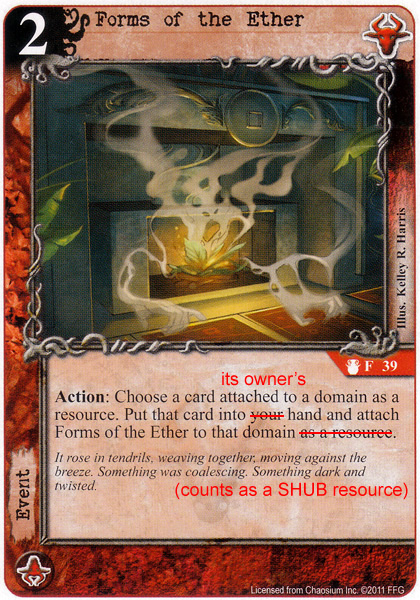 2
Forms of the Ether
Illus. Kelley R. Harris
F 39
its owner's
Action: Choose a card attached to a domain as a
resource. Put that card into your hand and attach
Forms of the Ether to that domain as a resource.
It rose in tendrils, weaving together, moving against the
breeze. Something was coalescing. Something dark and
twisted.
(counts as a SHUB resource)
Event
Licensed from Chaosium Inc. ©2011 FFG